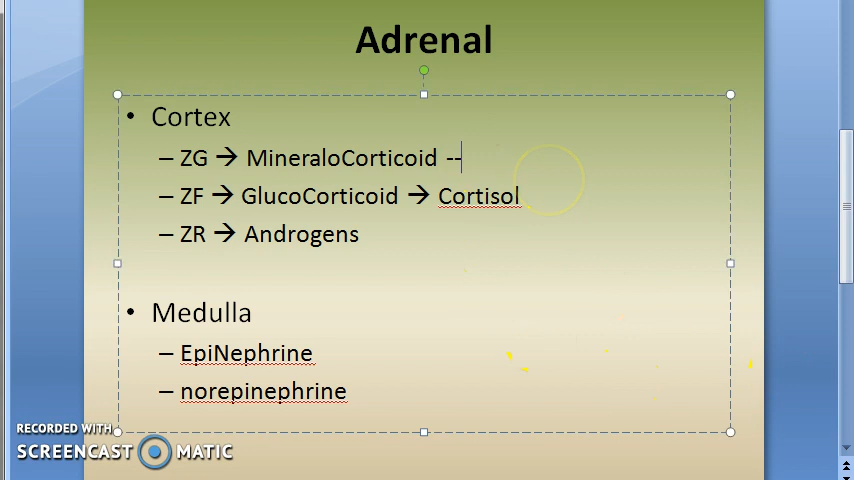 Adrenal
• Cortex
– ZG → MineraloCorticoid --
– ZF → GlucoCorticoid → Cortisol
– ZR → Androgens
• Medulla
– EpiNephrine
– norepinephrine
RECORDED WITH
SCREENCAST MATIC